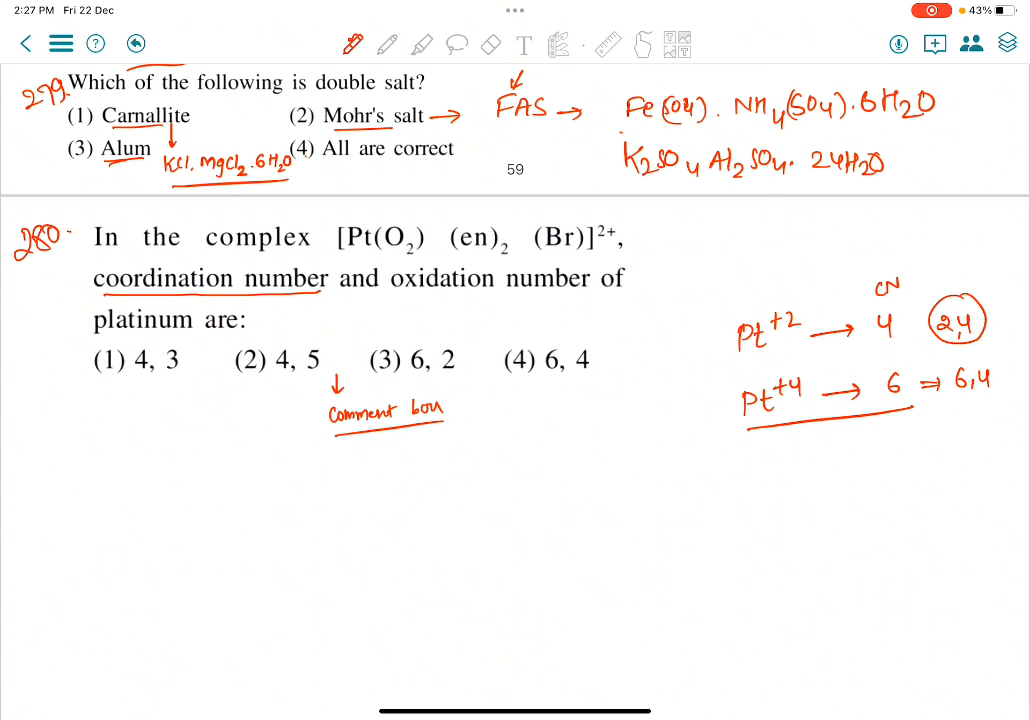 2:27 PM Fri 22 Dec
43%
279. Which of the following is double salt?
(1) Carnallite (2) Mohr's salt → FAS → Fe(SO4). NH4(SO4).6H2O
(3) Alum (4) All are correct K2SO4 Al2SO4. 24H2O
KCl, MgCl2.6H2O
59
280. In the complex [Pt(O₂) (en)₂ (Br)]²⁺,
coordination number and oxidation number of
platinum are:
(1) 4, 3 (2) 4, 5 (3) 6, 2 (4) 6, 4
Comment bou
CN
Pt+2 → 4 2,4
Pt+4 → 6 ⇒ 6,4